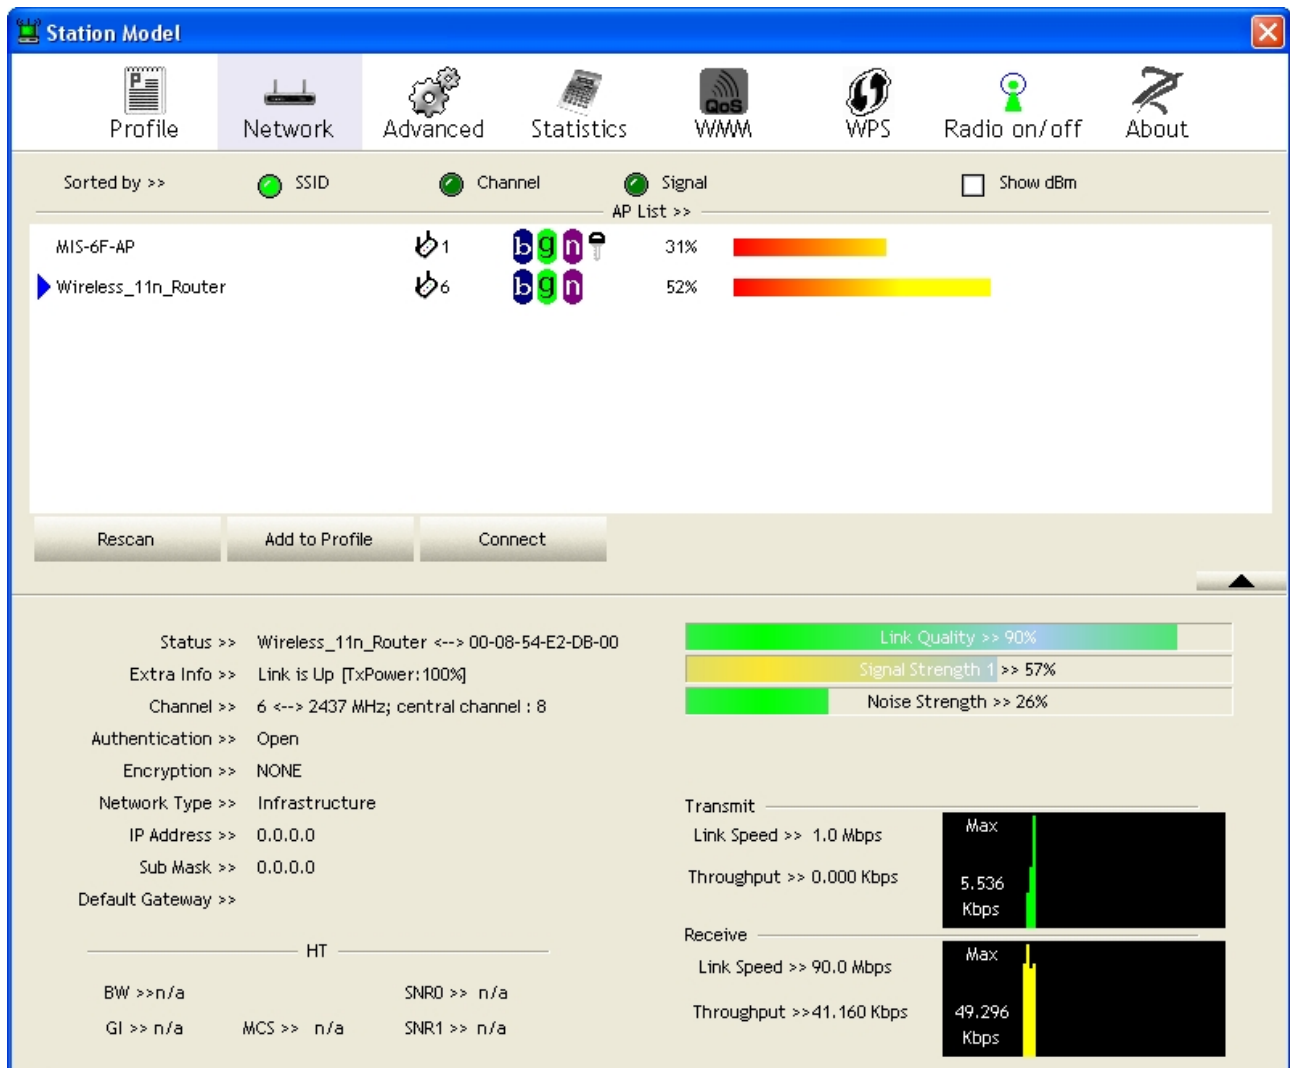 Station Model
Profile Network Advanced Statistics QoS WMM WPS Radio on/off About
Sorted by >> SSID Channel Signal Show dBm
AP List >>
MIS-6F-AP 1 b g n 31%
Wireless_11n_Router 6 b g n 52%
Rescan Add to Profile Connect
Status >> Wireless_11n_Router <--> 00-08-54-E2-DB-00
Extra Info >> Link is Up [TxPower:100%]
Channel >> 6 <--> 2437 MHz; central channel : 8
Authentication >> Open
Encryption >> NONE
Network Type >> Infrastructure
IP Address >> 0.0.0.0
Sub Mask >> 0.0.0.0
Default Gateway >>
HT
BW >>n/a SNR0 >> n/a
GI >> n/a MCS >> n/a SNR1 >> n/a
Link Quality >> 90%
Signal Strength 1 >> 57%
Noise Strength >> 26%
Transmit
Link Speed >> 1.0 Mbps
Throughput >> 0.000 Kbps
Max
5.536
Kbps
Receive
Link Speed >> 90.0 Mbps
Throughput >>41.160 Kbps
Max
49.296
Kbps